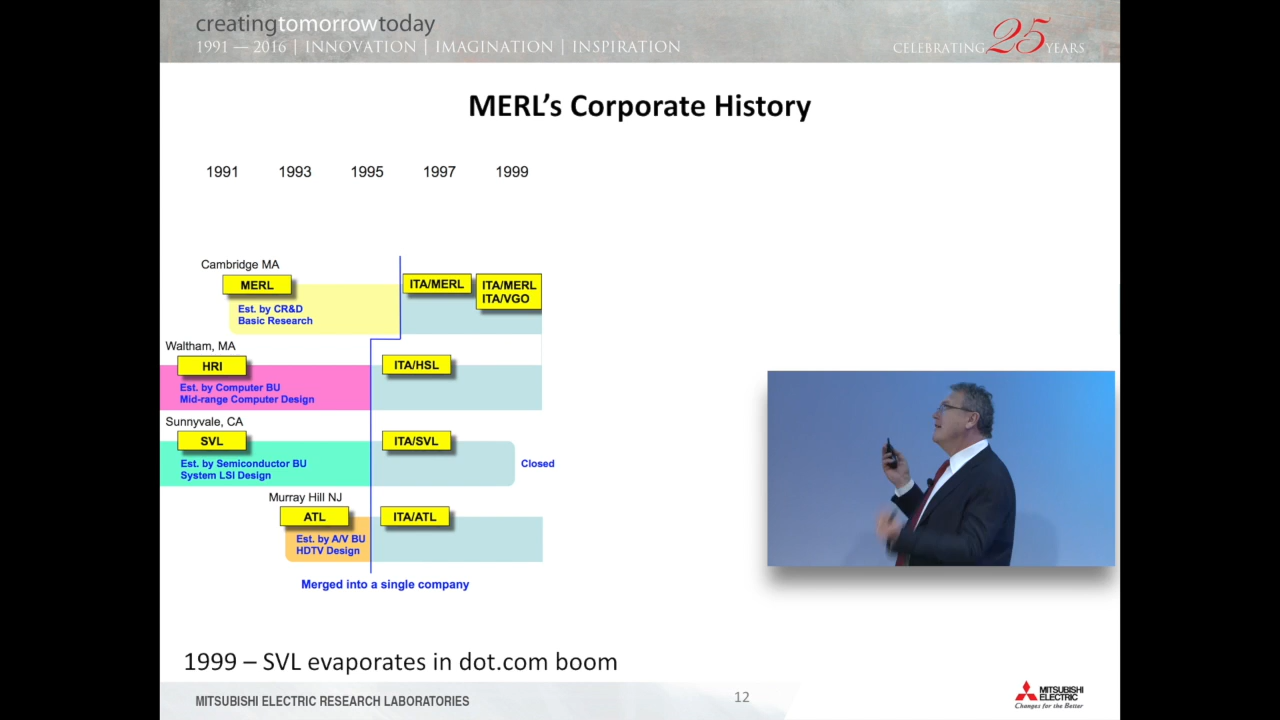 creatingtomorrowtoday
1991 — 2016 | INNOVATION | IMAGINATION | INSPIRATION
CELEBRATING 25 YEARS
MERL's Corporate History
1991 1993 1995 1997 1999
Cambridge MA
MERL
Est. by CR&D
Basic Research
ITA/MERL
ITA/MERL
ITA/VGO
Waltham, MA
HRI
Est. by Computer BU
Mid-range Computer Design
ITA/HSL
Sunnyvale, CA
SVL
Est. by Semiconductor BU
System LSI Design
ITA/SVL
Closed
Murray Hill NJ
ATL
Est. by A/V BU
HDTV Design
ITA/ATL
Merged into a single company
1999 – SVL evaporates in dot.com boom
MITSUBISHI ELECTRIC RESEARCH LABORATORIES
12
MITSUBISHI
ELECTRIC
Changes for the Better